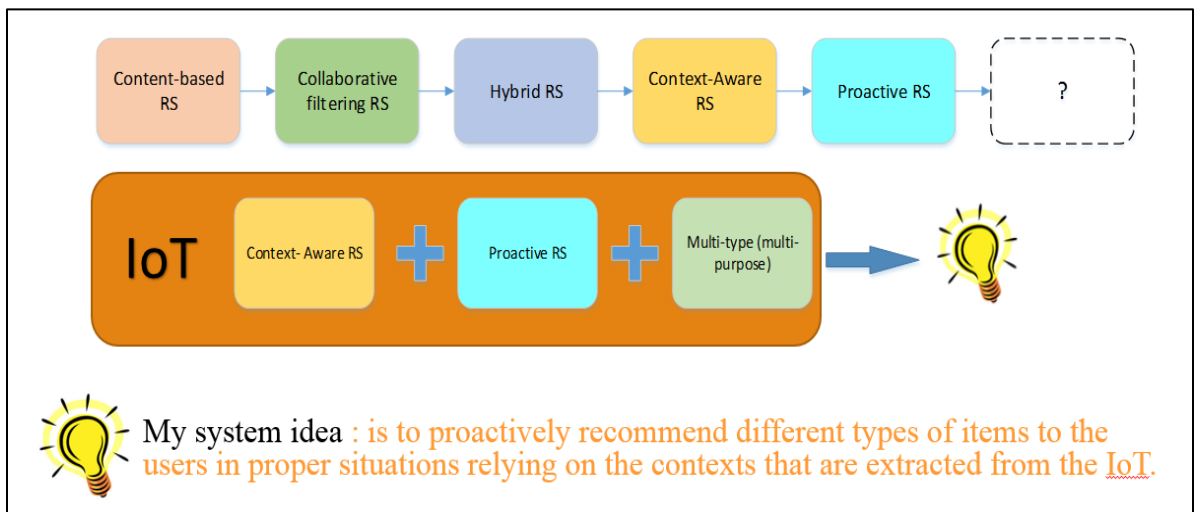 Content-based
RS
Collaborative
filtering RS
Hybrid RS
Context-Aware
RS
Proactive RS
?
IoT
Context- Aware RS
Proactive RS
Multi-type (multi-
purpose)
My system idea : is to proactively recommend different types of items to the
users in proper situations relying on the contexts that are extracted from the IoT.